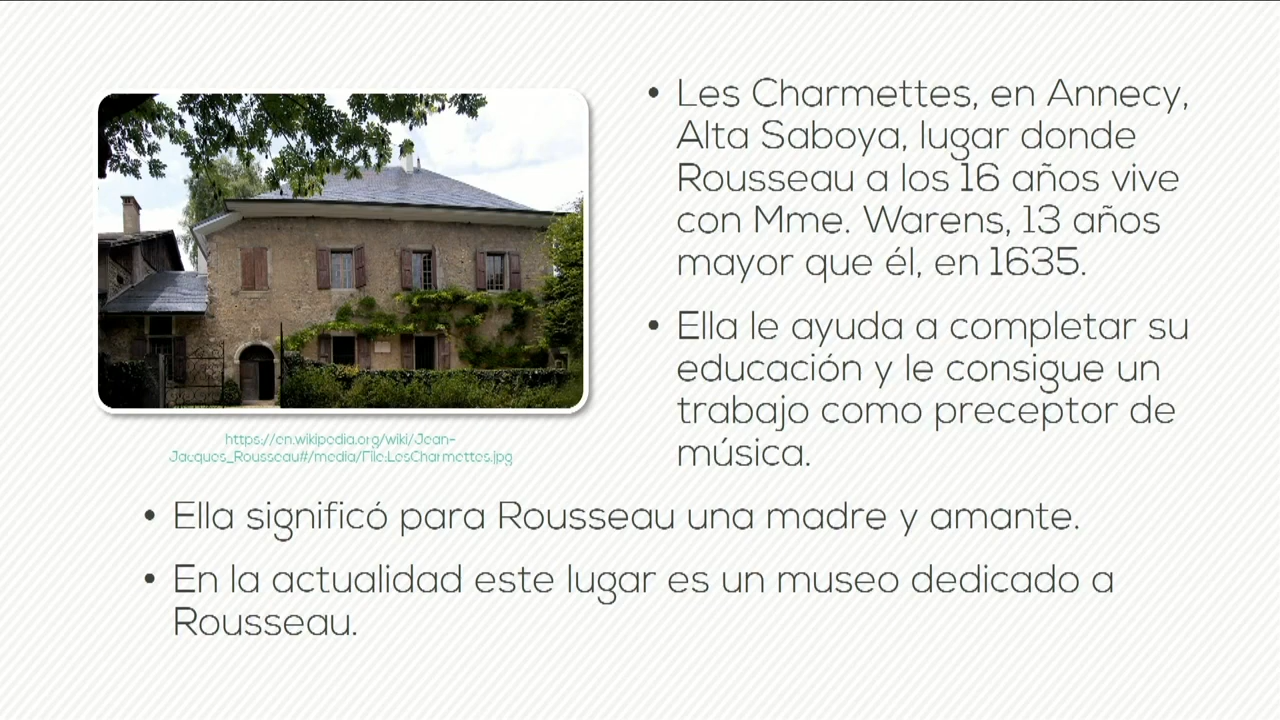 • Les Charmettes, en Annecy,
Alta Saboya, lugar donde
Rousseau a los 16 años vive
con Mme. Warens, 13 años
mayor que él, en 1635.
• Ella le ayuda a completar su
educación y le consigue un
trabajo como preceptor de
música.
https://en.wikipedia.org/wiki/Jean-
Jacques_Rousseau#/media/File:LesCharmettes.jpg
• Ella significó para Rousseau una madre y amante.
• En la actualidad este lugar es un museo dedicado a
Rousseau.